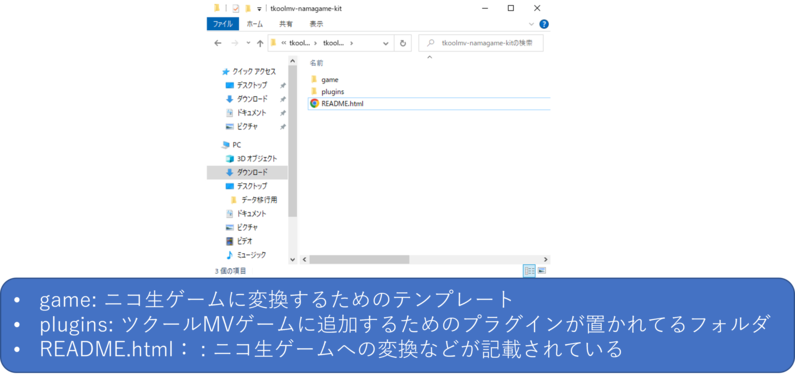 tkoolmv-namagame-kit
ファイル ホーム 共有 表示
« tkool... › tkool... › tkoolmv-namagame-kitの検索
名前
クイック アクセス
デスクトップ
ダウンロード
ドキュメント
ピクチャ
PC
3D オブジェクト
ダウンロード
デスクトップ
データ移行用
ドキュメント
ピクチャ
ビデオ
ミュージック
game
plugins
README.html
3 個の項目
• game: ニコ生ゲームに変換するためのテンプレート
• plugins: ツクールMVゲームに追加するためのプラグインが置かれてるフォルダ
• README.html：: ニコ生ゲームへの変換などが記載されている